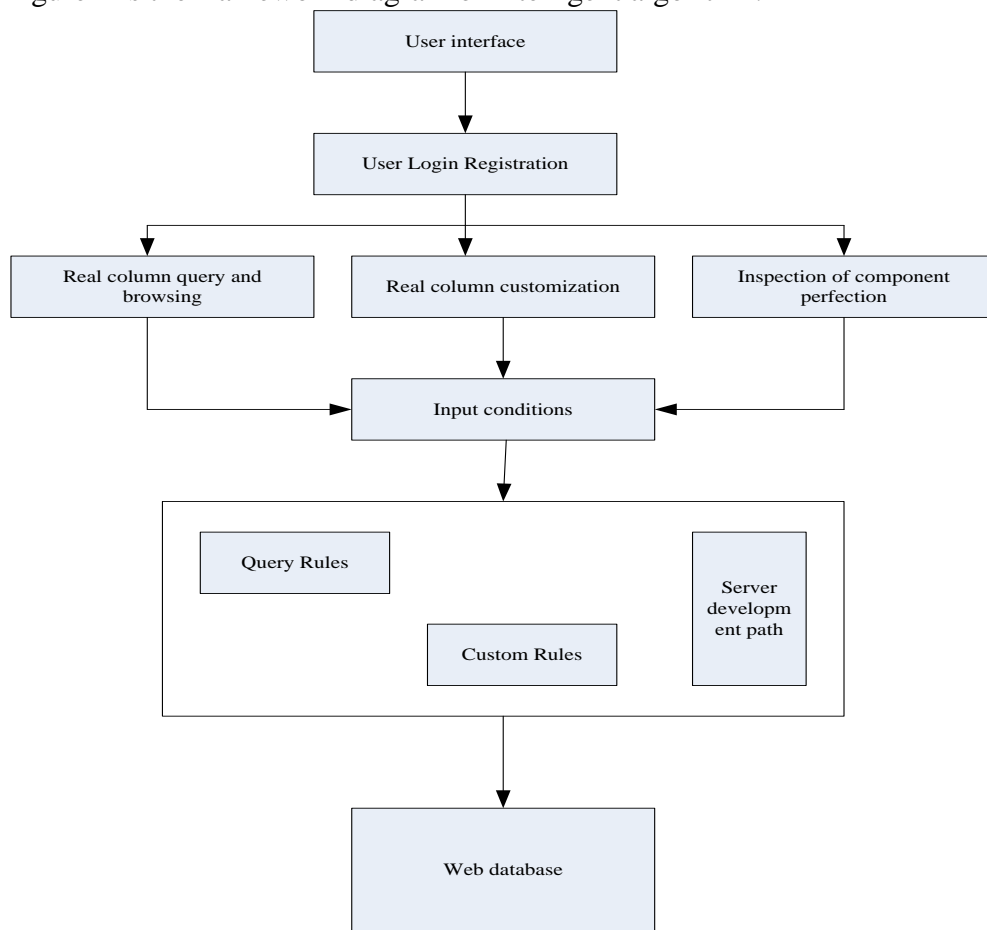 User interface
User Login Registration
Real column query and
browsing
Real column customization
Inspection of component
perfection
Input conditions
Query Rules
Server
developm
ent path
Custom Rules
Web database